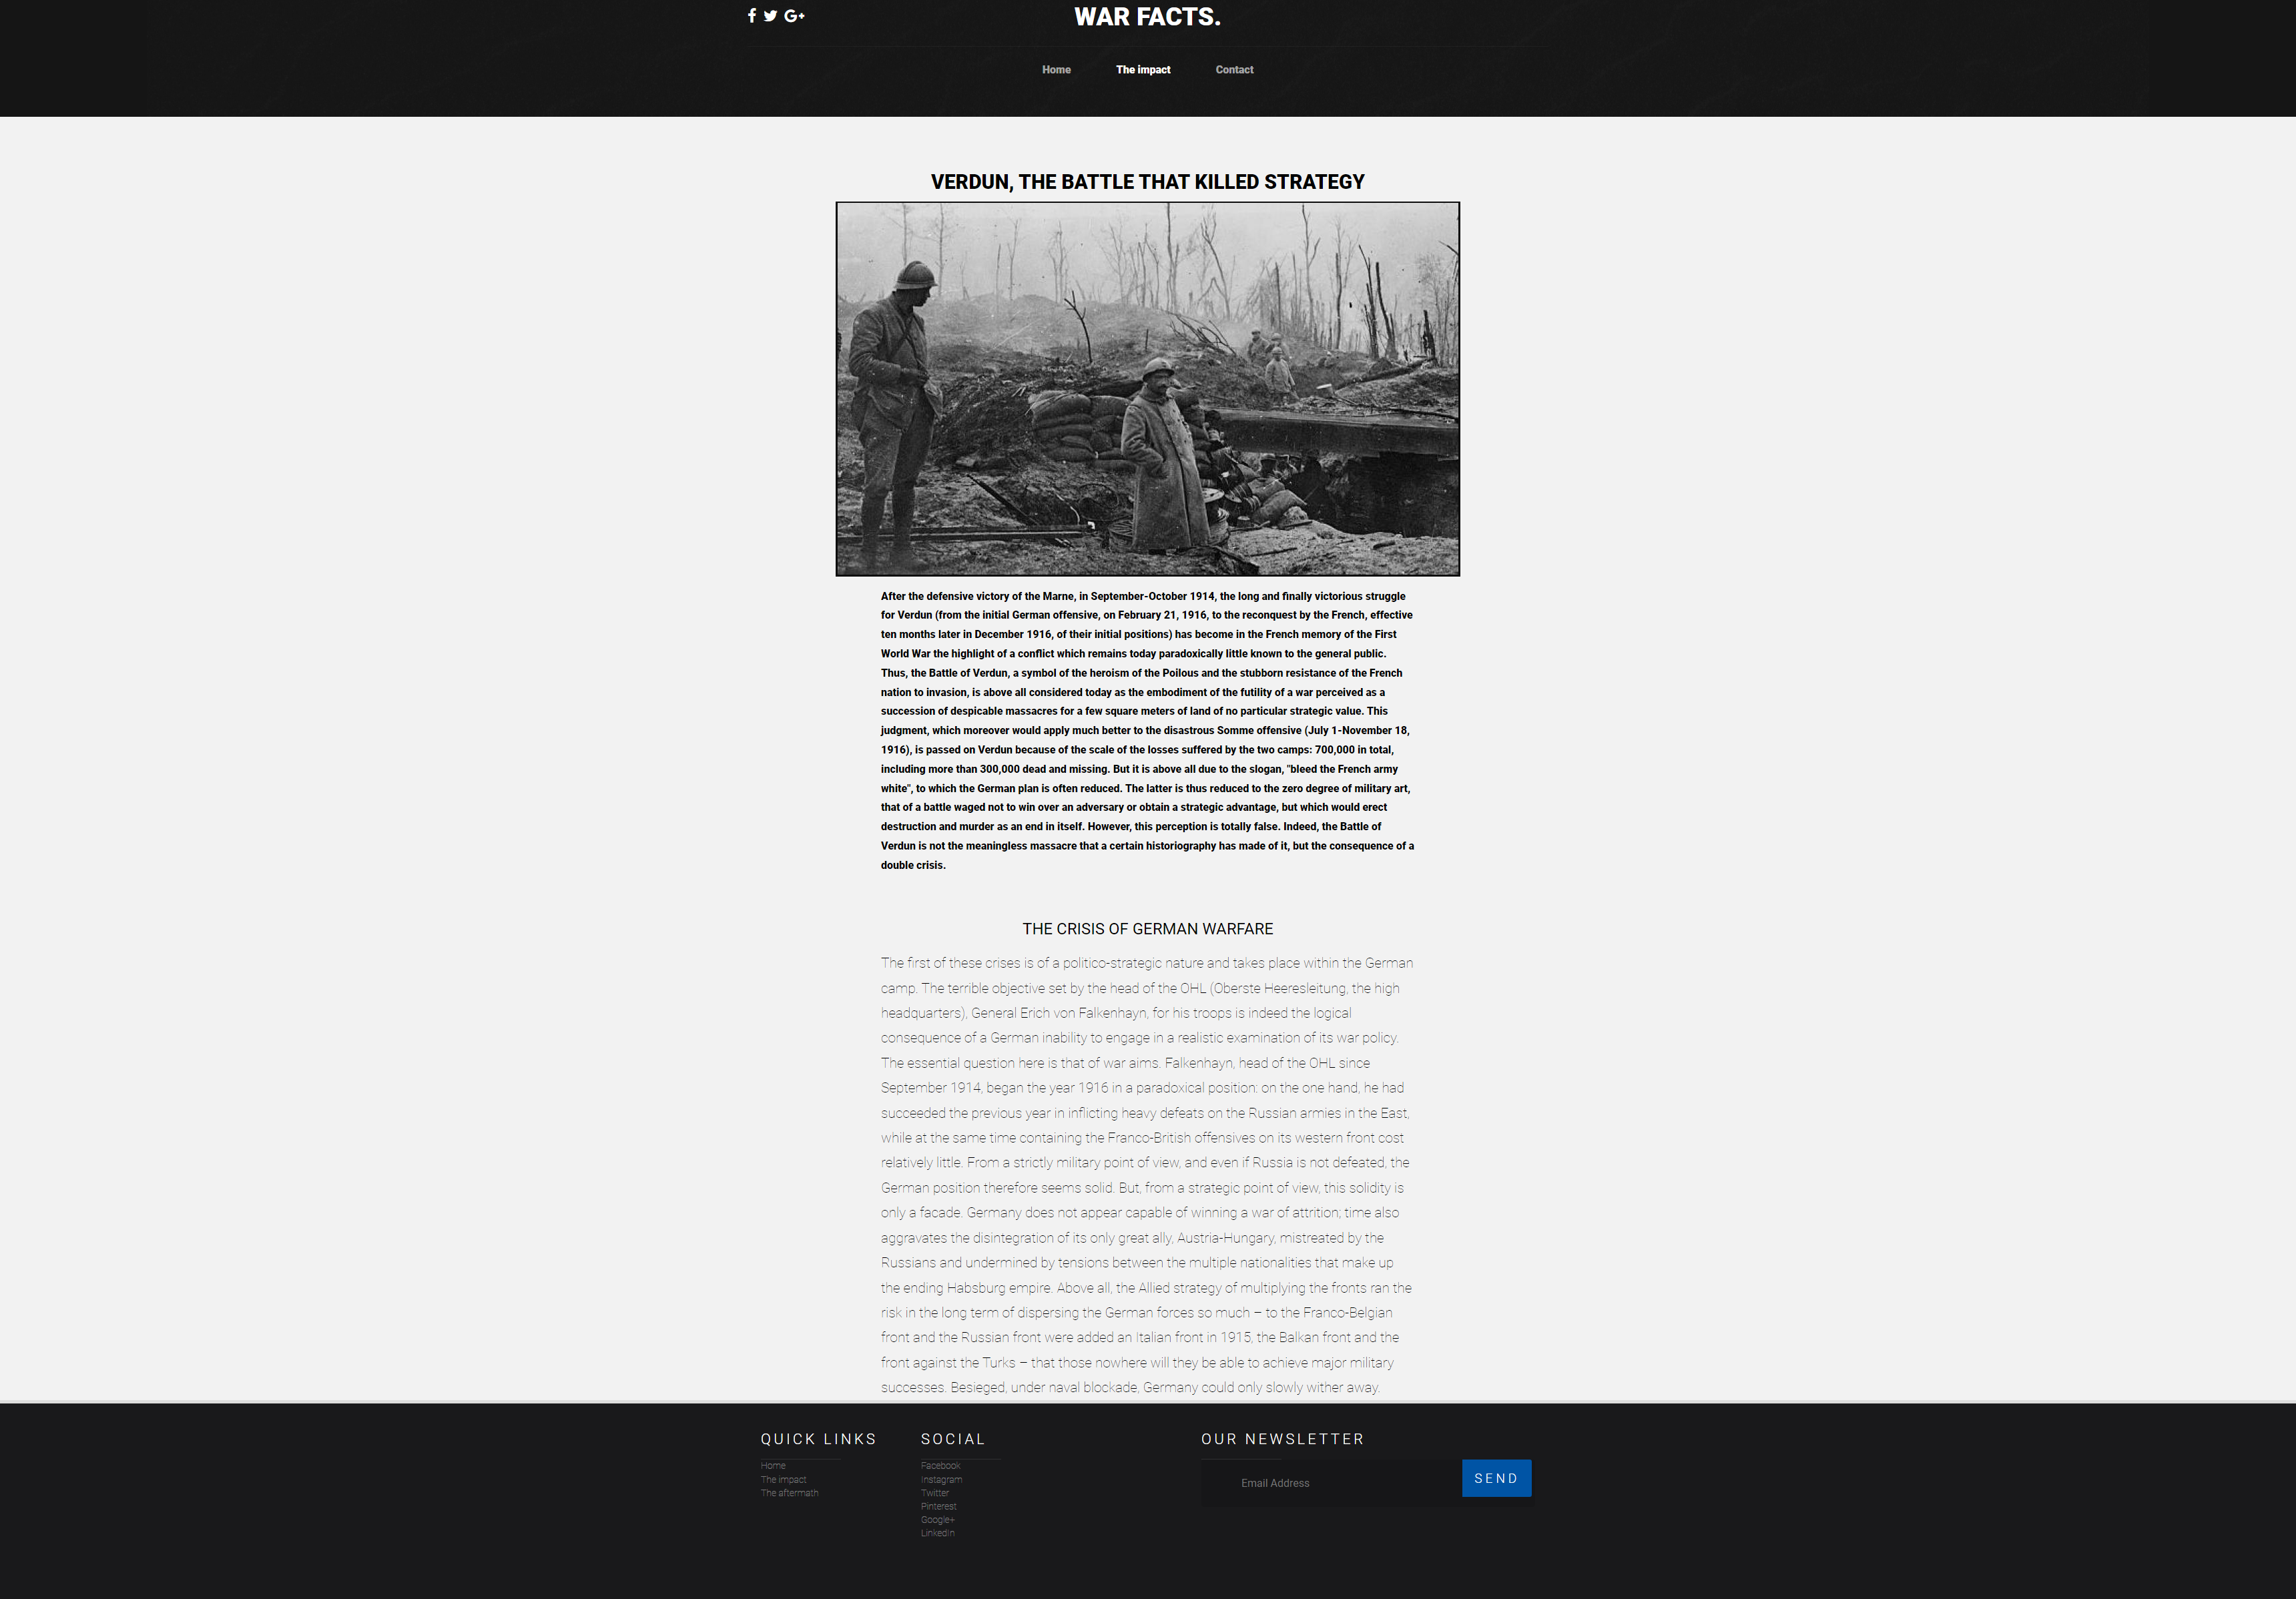 WAR FACTS.
Home The impact Contact
VERDUN, THE BATTLE THAT KILLED STRATEGY
After the defensive victory of the Marne, in September-October 1914, the long and finally victorious struggle
for Verdun (from the initial German offensive, on February 21, 1916, to the reconquest by the French, effective
ten months later in December 1916, of their initial positions) has become in the French memory of the First
World War the highlight of a conflict which remains today paradoxically little known to the general public.
Thus, the Battle of Verdun, a symbol of the heroism of the Poilous and the stubborn resistance of the French
nation to invasion, is above all considered today as the embodiment of the futility of a war perceived as a
succession of despicable massacres for a few square meters of land of no particular strategic value. This
judgment, which moreover would apply much better to the disastrous Somme offensive (July 1-November 18,
1916), is passed on Verdun because of the scale of the losses suffered by the two camps: 700,000 in total,
including more than 300,000 dead and missing. But it is above all due to the slogan, "bleed the French army
white", to which the German plan is often reduced. The latter is thus reduced to the zero degree of military art,
that of a battle waged not to win over an adversary or obtain a strategic advantage, but which would erect
destruction and murder as an end in itself. However, this perception is totally false. Indeed, the Battle of
Verdun is not the meaningless massacre that a certain historiography has made of it, but the consequence of a
double crisis.
THE CRISIS OF GERMAN WARFARE
The first of these crises is of a politico-strategic nature and takes place within the German
camp. The terrible objective set by the head of the OHL (Oberste Heeresleitung, the high
headquarters), General Erich von Falkenhayn, for his troops is indeed the logical
consequence of a German inability to engage in a realistic examination of its war policy.
The essential question here is that of war aims. Falkenhayn, head of the OHL since
September 1914, began the year 1916 in a paradoxical position: on the one hand, he had
succeeded the previous year in inflicting heavy defeats on the Russian armies in the East,
while at the same time containing the Franco-British offensives on its western front cost
relatively little. From a strictly military point of view, and even if Russia is not defeated, the
German position therefore seems solid. But, from a strategic point of view, this solidity is
only a facade. Germany does not appear capable of winning a war of attrition; time also
aggravates the disintegration of its only great ally, Austria-Hungary, mistreated by the
Russians and undermined by tensions between the multiple nationalities that make up
the ending Habsburg empire. Above all, the Allied strategy of multiplying the fronts ran the
risk in the long term of dispersing the German forces so much – to the Franco-Belgian
front and the Russian front were added an Italian front in 1915, the Balkan front and the
front against the Turks – that those nowhere will they be able to achieve major military
successes. Besieged, under naval blockade, Germany could only slowly wither away.
QUICK LINKS
Home
The impact
The aftermath
SOCIAL
Facebook
Instagram
Twitter
Pinterest
Google+
LinkedIn
OUR NEWSLETTER
Email Address
SEND